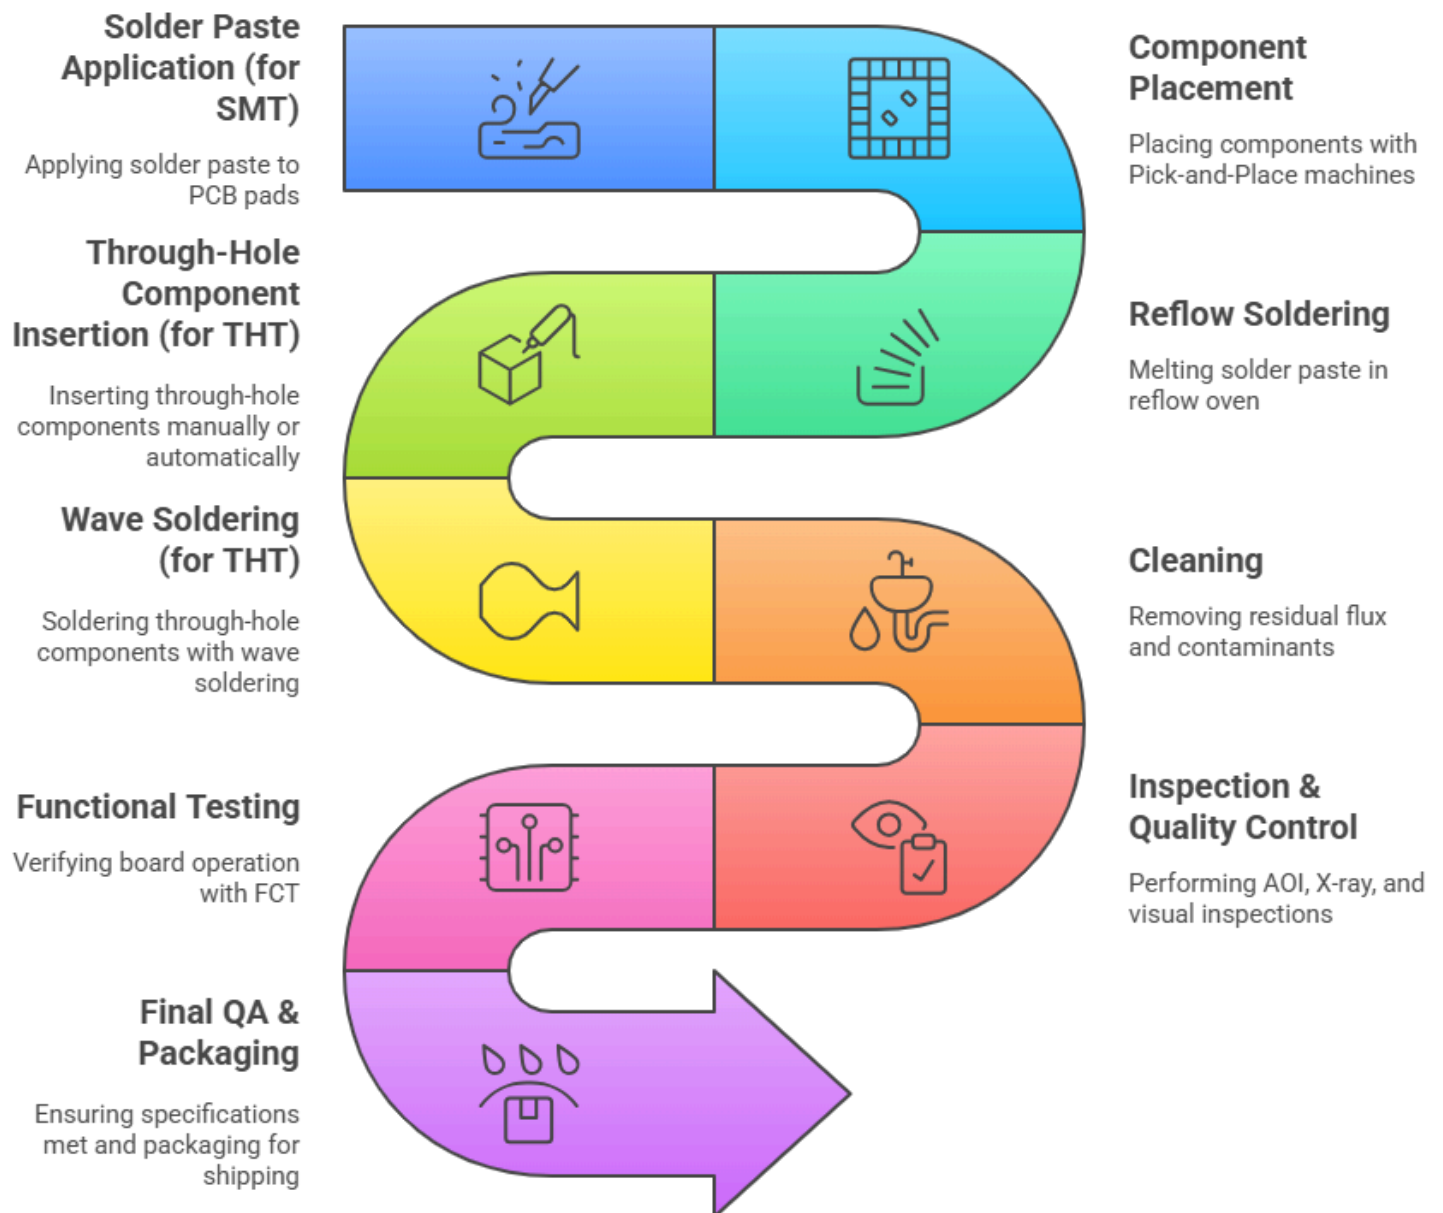 Solder Paste
Application (for
SMT)
Applying solder paste to
PCB pads
Component
Placement
Placing components with
Pick-and-Place machines
Reflow Soldering
Melting solder paste in
reflow oven
Through-Hole
Component
Insertion (for THT)
Inserting through-hole
components manually or
automatically
Wave Soldering
(for THT)
Soldering through-hole
components with wave
soldering
Cleaning
Removing residual flux
and contaminants
Inspection &
Quality Control
Performing AOI, X-ray, and
visual inspections
Functional Testing
Verifying board operation
with FCT
Final QA &
Packaging
Ensuring specifications
met and packaging for
shipping